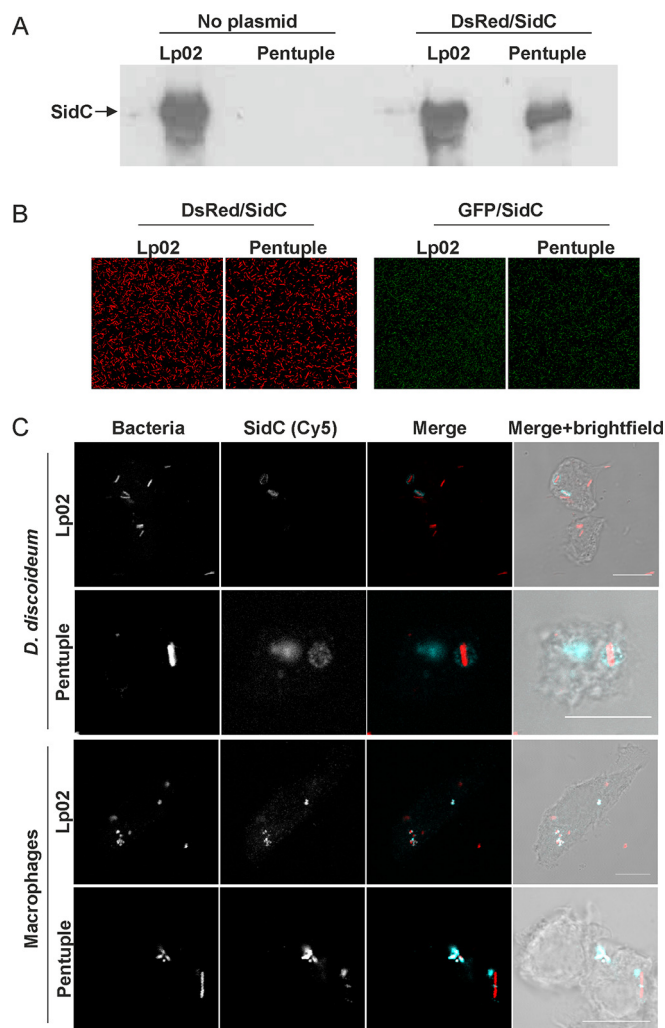 A
No plasmid DsRed/SidC
Lp02 Pentuple Lp02 Pentuple
SidC
B
DsRed/SidC GFP/SidC
Lp02 Pentuple Lp02 Pentuple
C
Bacteria SidC (Cy5) Merge Merge+brightfield
D. discoideum
Lp02
Pentuple
Macrophages
Lp02
Pentuple